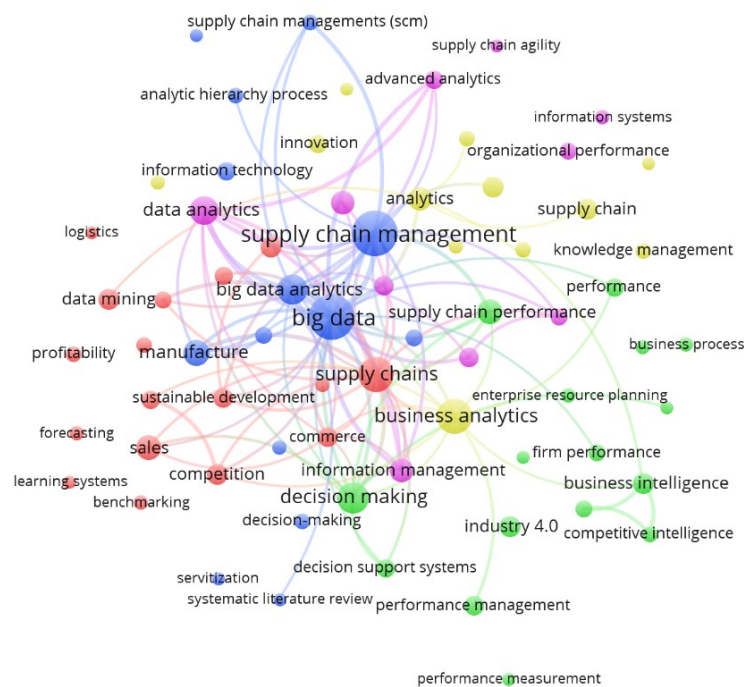 supply chain managements (scm)
supply chain agility
advanced analytics
analytic hierarchy process
information systems
innovation
organizational performance
information technology
analytics
data analytics
supply chain
logistics
supply chain management
knowledge management
big data analytics
performance
data mining
supply chain performance
big data
business process
profitability
manufacture
supply chains
sustainable development
enterprise resource planning
business analytics
forecasting
commerce
sales
firm performance
competition
information management
learning systems
business intelligence
decision making
benchmarking
decision-making
industry 4.0
competitive intelligence
decision support systems
servitization
systematic literature review
performance management
performance measurement